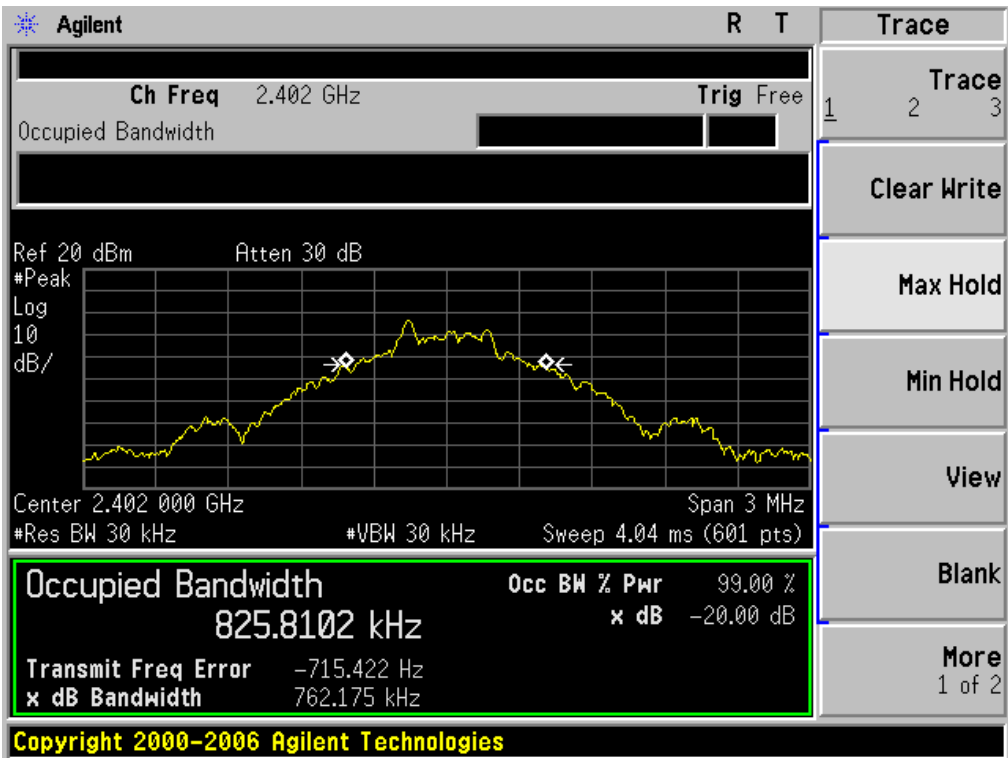 Agilent
R T
Trace
Ch Freq 2.402 GHz
Trig Free
Occupied Bandwidth
Trace
1 2 3
Clear Write
Max Hold
Min Hold
View
Blank
More
1 of 2
Ref 20 dBm
Atten 30 dB
#Peak
Log
10
dB/
Center 2.402 000 GHz
Span 3 MHz
#Res BW 30 kHz
#VBW 30 kHz
Sweep 4.04 ms (601 pts)
Occupied Bandwidth
825.8102 kHz
Occ BW % Pwr 99.00 %
x dB -20.00 dB
Transmit Freq Error -715.422 Hz
x dB Bandwidth 762.175 kHz
Copyright 2000-2006 Agilent Technologies